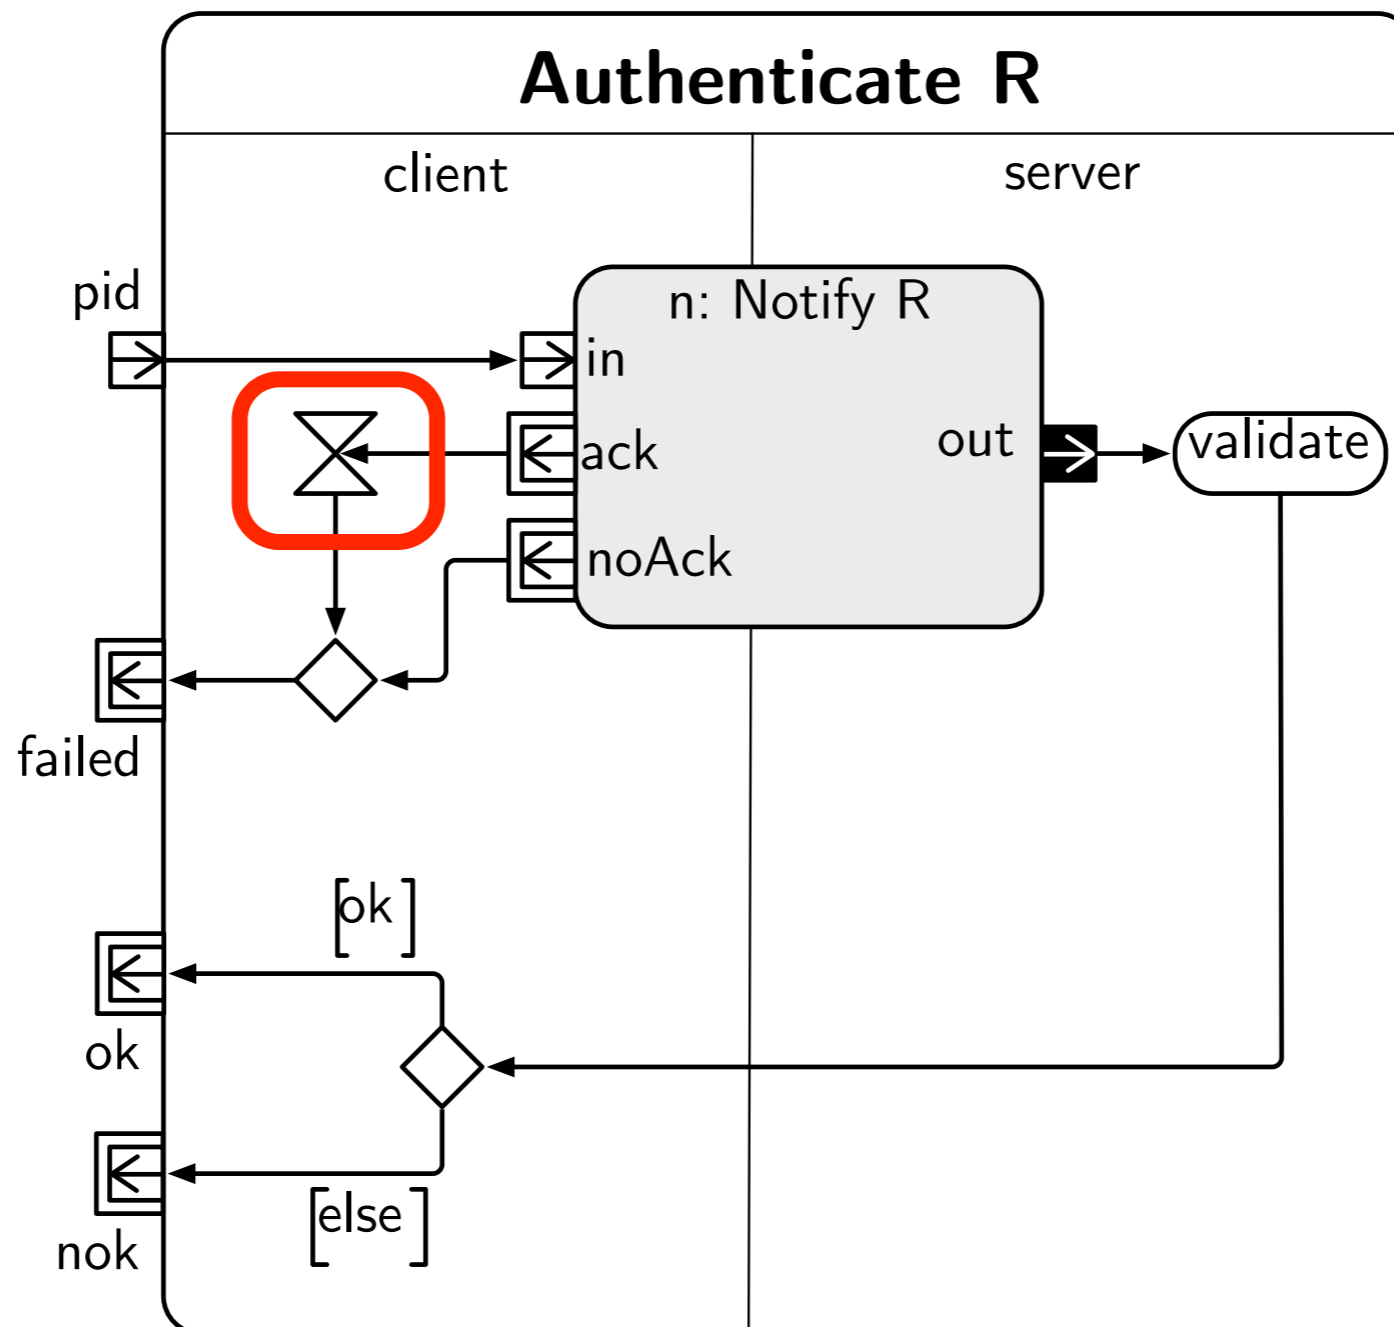 Authenticate R
client
server
pid
n: Notify R
in
ack
out
validate
noAck
failed
[ok]
ok
[else]
nok